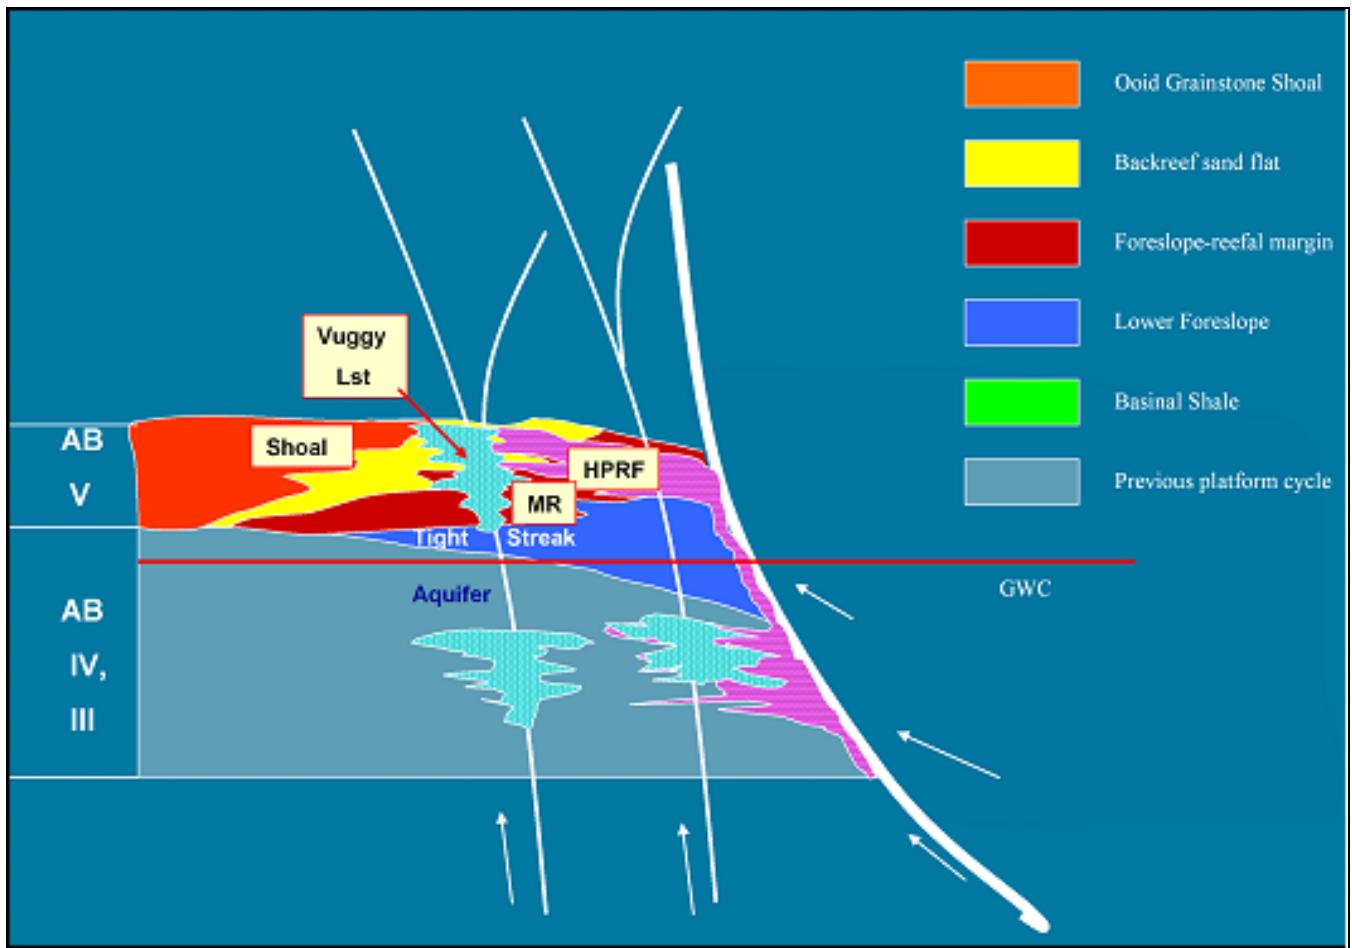 Ooid Grainstone Shoal
Backreef sand flat
Foreslope-reefal margin
Lower Foreslope
Basinal Shale
Previous platform cycle
Vuggy
Lst
AB
V
Shoal
HPRF
MR
Tight Streak
GWC
Aquifer
AB
IV,
III